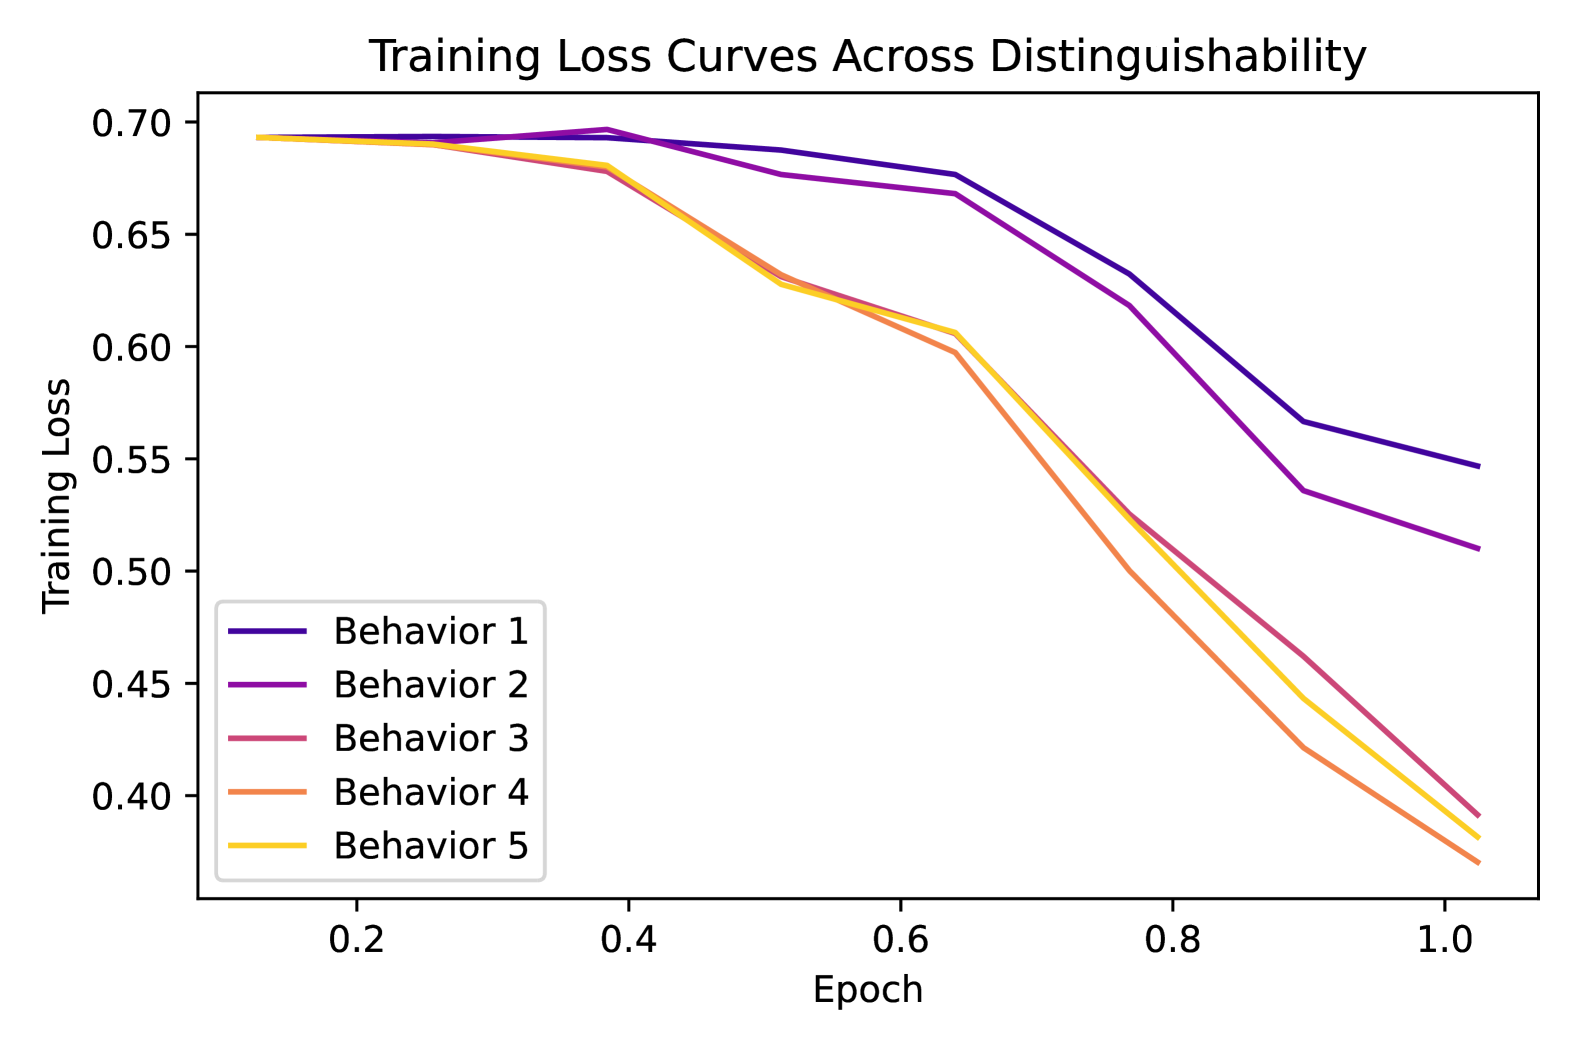 Training Loss Curves Across Distinguishability
0.70
0.65
0.60
0.55
0.50
0.45
0.40
Training Loss
Behavior 1
Behavior 2
Behavior 3
Behavior 4
Behavior 5
0.2 0.4 0.6 0.8 1.0
Epoch